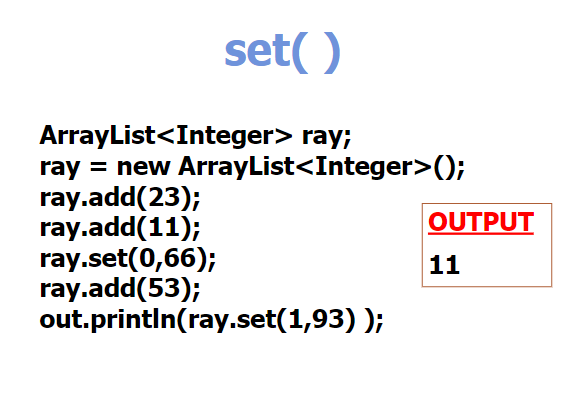 set( )
ArrayList<Integer> ray;
ray = new ArrayList<Integer>();
ray.add(23);
ray.add(11);
ray.set(0,66);
ray.add(53);
out.println(ray.set(1,93) );
OUTPUT
11